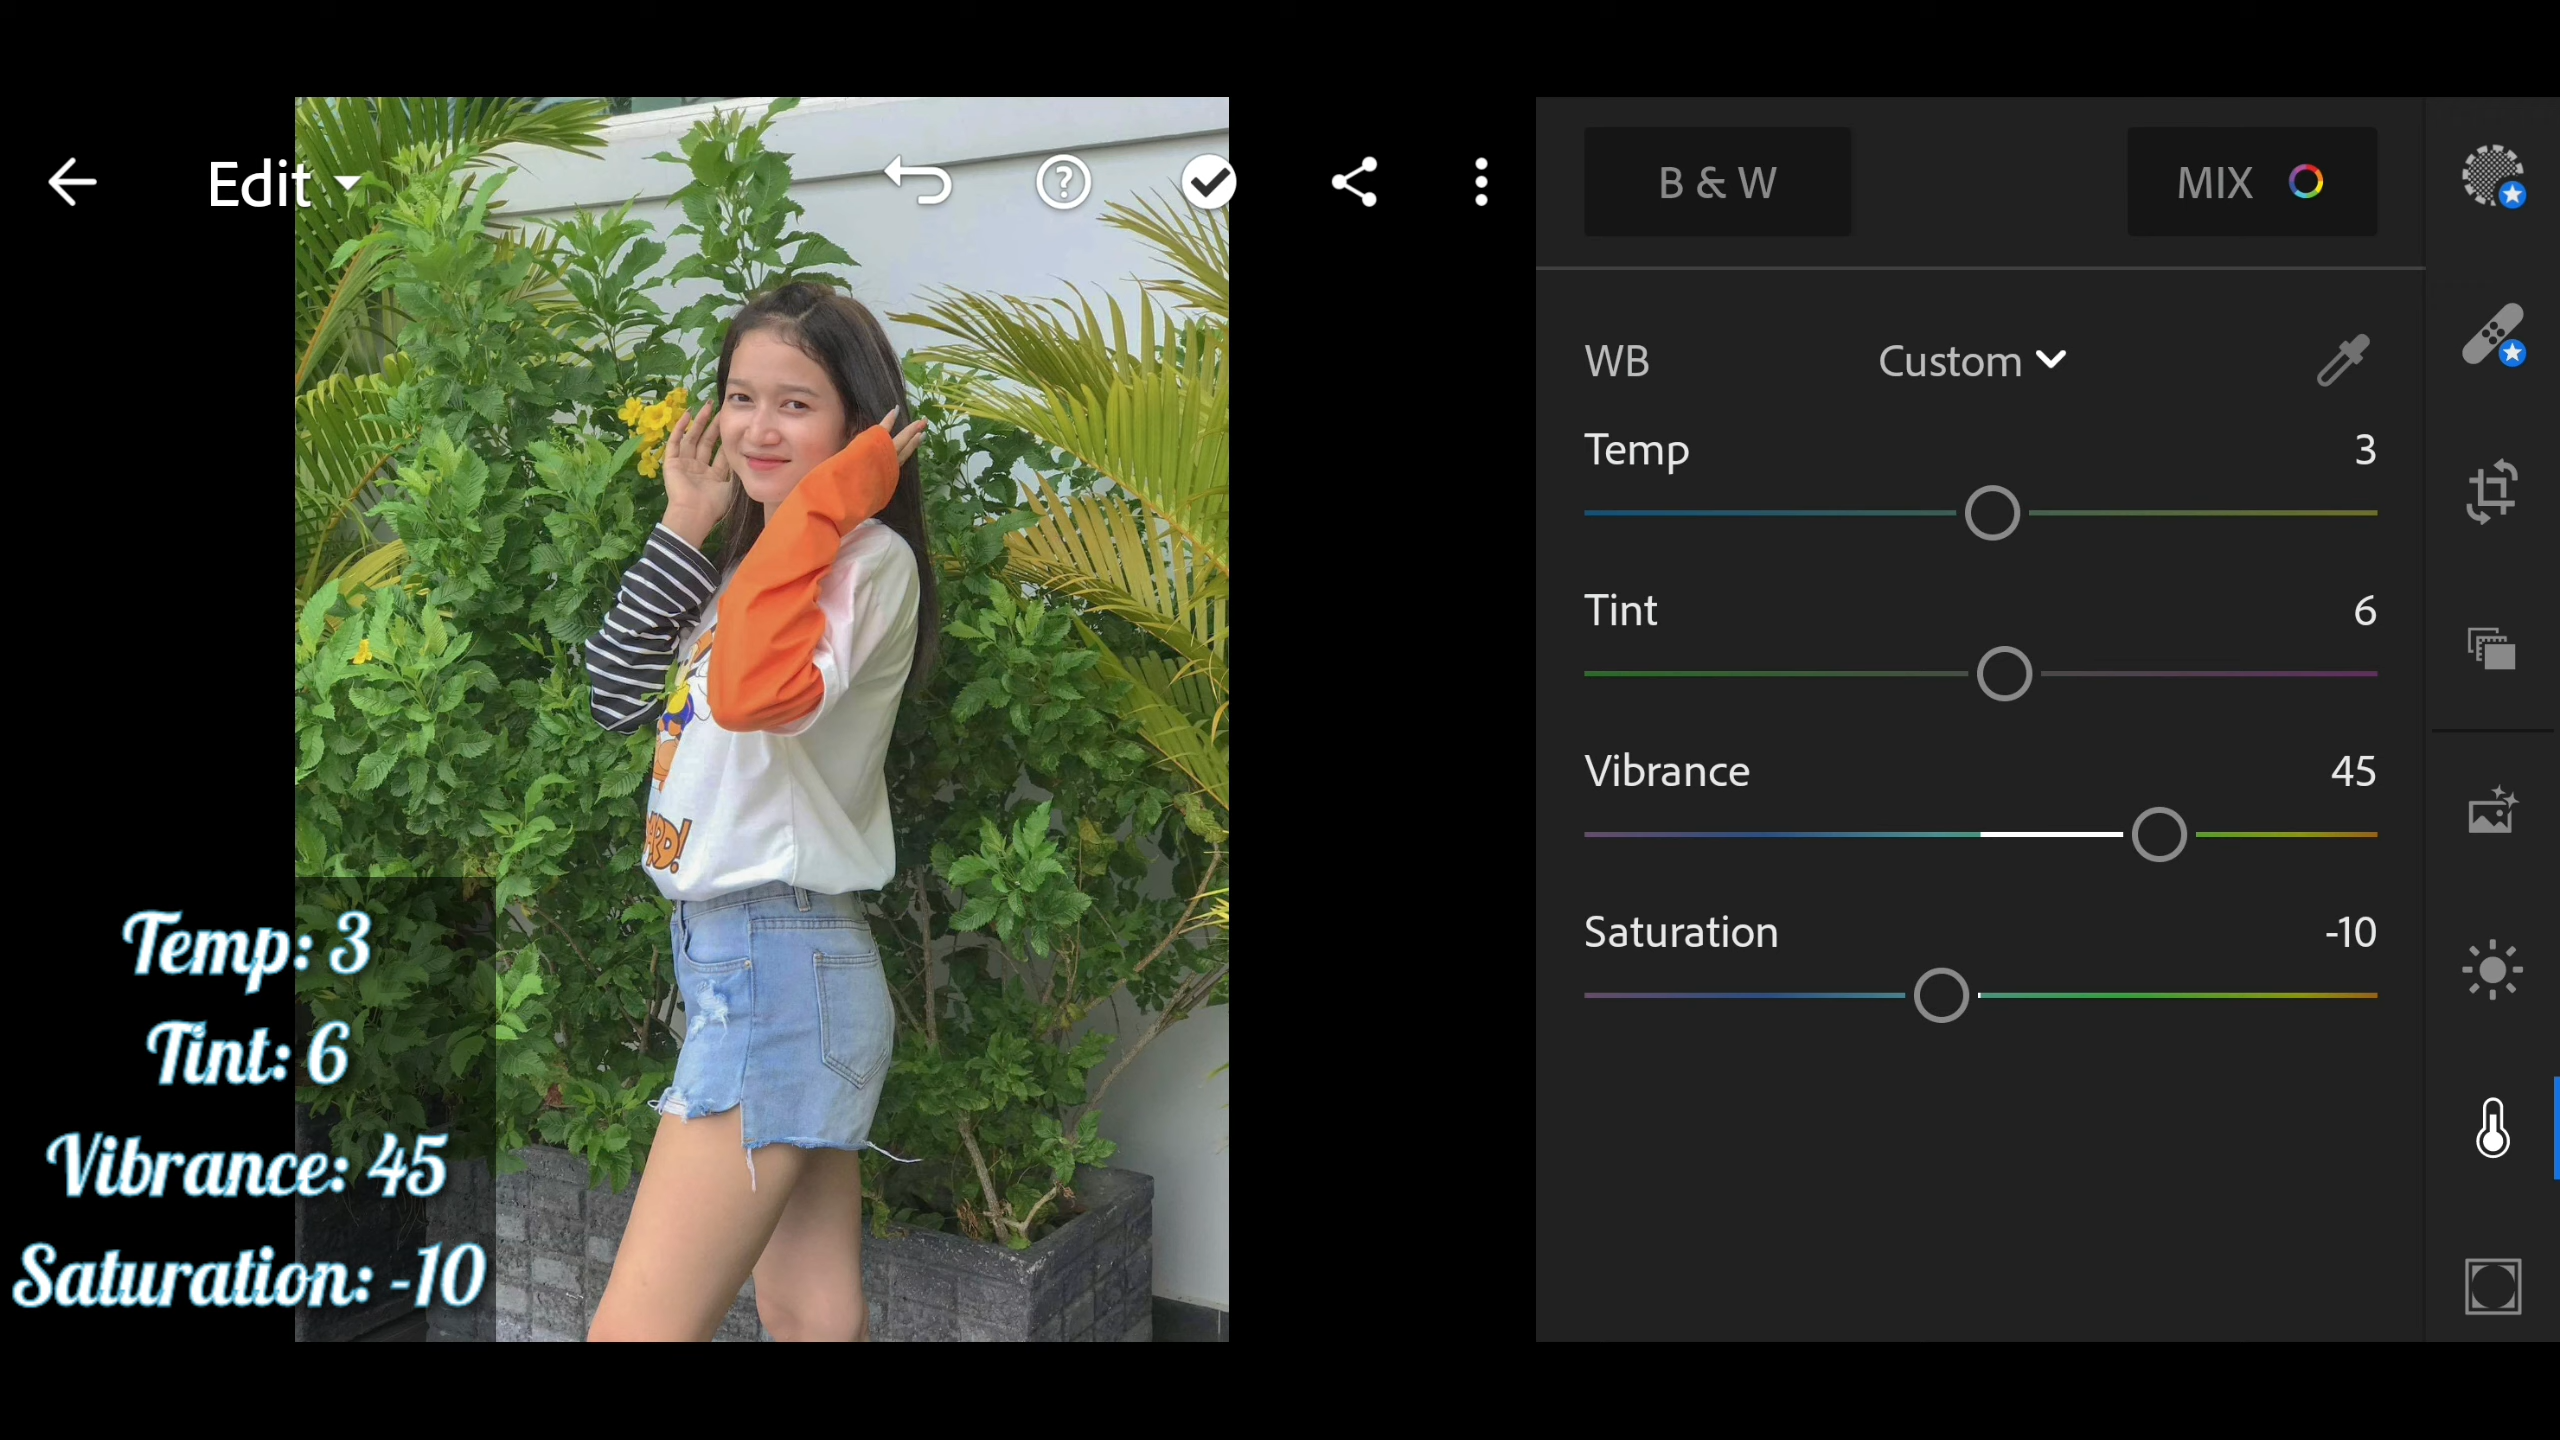 Edit
B & W
MIX
WB
Custom
Temp
3
Tint
6
Vibrance
45
Saturation
-10
ARD!
Temp: 3
Tint: 6
Vibrance: 45
Saturation: -10